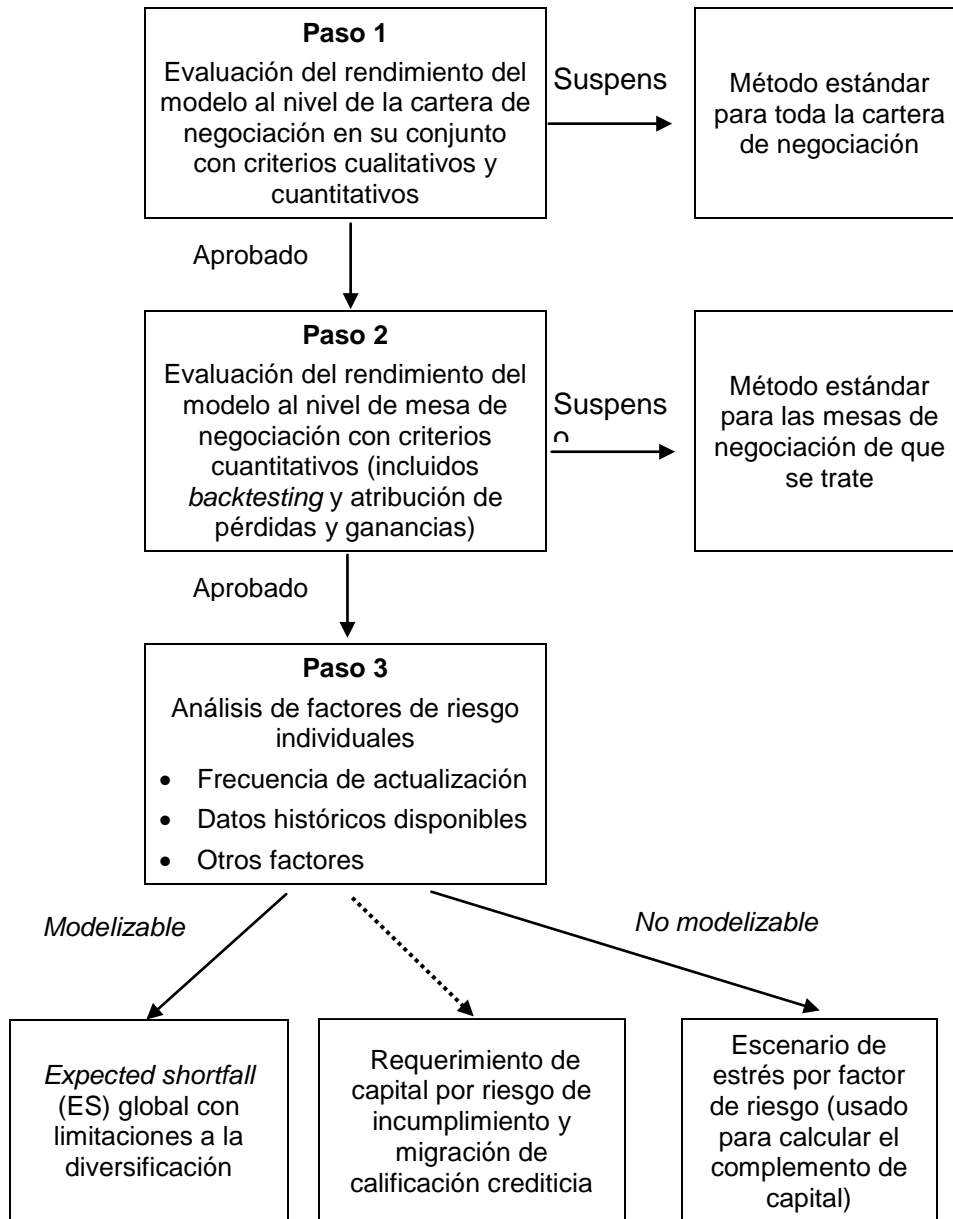 Paso 1
Evaluación del rendimiento del
modelo al nivel de la cartera de
negociación en su conjunto
con criterios cualitativos y
cuantitativos
Suspens
Método estándar
para toda la cartera
de negociación
Aprobado
Paso 2
Evaluación del rendimiento del
modelo al nivel de mesa de
negociación con criterios
cuantitativos (incluidos
backtesting y atribución de
pérdidas y ganancias)
Suspens
Método estándar
para las mesas de
negociación de que
se trate
Aprobado
Paso 3
Análisis de factores de riesgo
individuales
• Frecuencia de actualización
• Datos históricos disponibles
• Otros factores
Modelizable
No modelizable
Expected shortfall
(ES) global con
limitaciones a la
diversificación
Requerimiento de
capital por riesgo de
incumplimiento y
migración de
calificación crediticia
Escenario de
estrés por factor
de riesgo (usado
para calcular el
complemento de
capital)